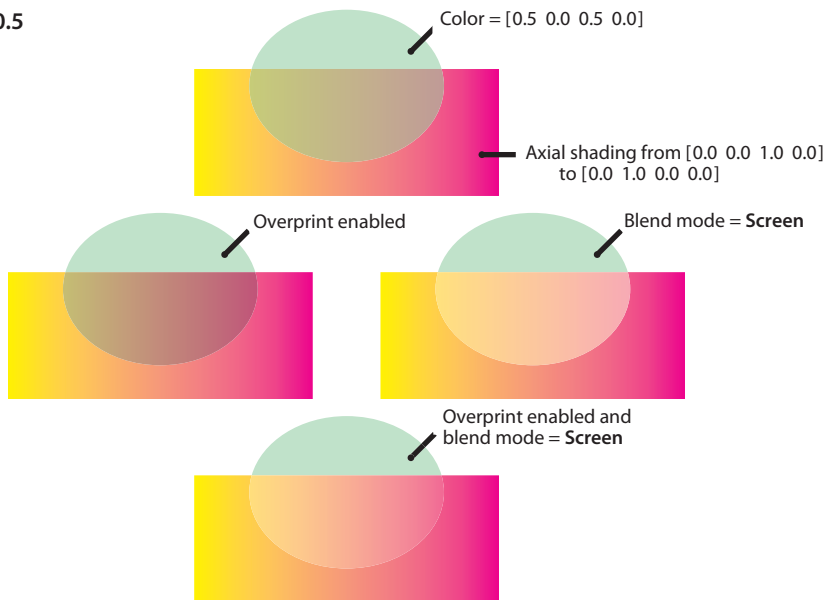 0.5
Color = [0.5 0.0 0.5 0.0]
Axial shading from [0.0 0.0 1.0 0.0]
to [0.0 1.0 0.0 0.0]
Overprint enabled
Blend mode = Screen
Overprint enabled and
blend mode = Screen